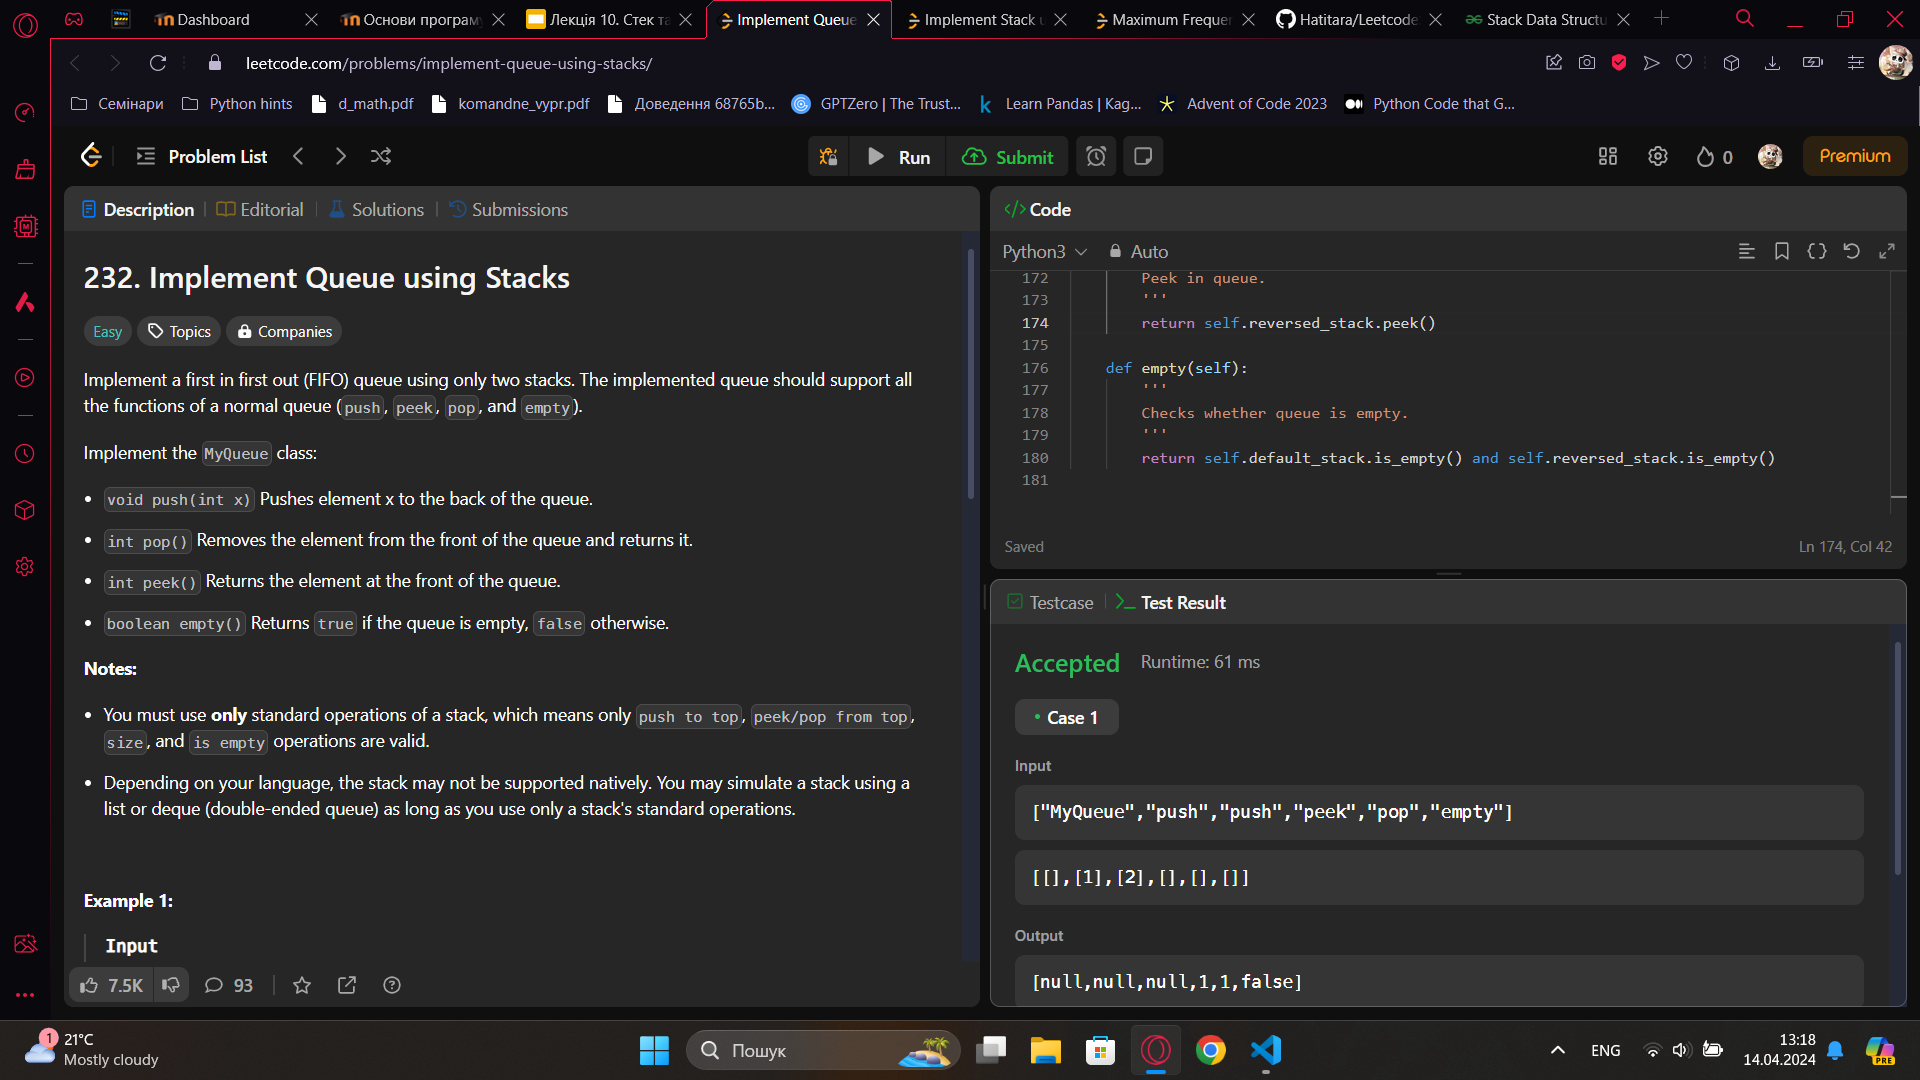 Dashboard
Основи програму
Лекція 10. Стек та
Implement Queue
Implement Stack u
Maximum Frequen
Hatitara/Leetcode
Stack Data Structu
leetcode.com/problems/implement-queue-using-stacks/
Семінари
Python hints
d_math.pdf
komandne_vypr.pdf
Доведення 68765b...
GPTZero | The Trust...
Learn Pandas | Kag...
Advent of Code 2023
Python Code that G...
Problem List
Run
Submit
0
Premium
Description
Editorial
Solutions
Submissions
232. Implement Queue using Stacks
Easy
Topics
Companies
Implement a first in first out (FIFO) queue using only two stacks. The implemented queue should support all
the functions of a normal queue (push, peek, pop, and empty).
Implement the MyQueue class:
• void push(int x) Pushes element x to the back of the queue.
• int pop() Removes the element from the front of the queue and returns it.
• int peek() Returns the element at the front of the queue.
• boolean empty() Returns true if the queue is empty, false otherwise.
Notes:
• You must use only standard operations of a stack, which means only push to top, peek/pop from top,
size, and is empty operations are valid.
• Depending on your language, the stack may not be supported natively. You may simulate a stack using a
list or deque (double-ended queue) as long as you use only a stack's standard operations.
Example 1:
Input
7.5K
93
</> Code
Python3
Auto
172 Peek in queue.
173 '''
174 return self.reversed_stack.peek()
175
176 def empty(self):
177 '''
178 Checks whether queue is empty.
179 '''
180 return self.default_stack.is_empty() and self.reversed_stack.is_empty()
181
Saved
Ln 174, Col 42
Testcase
Test Result
Accepted
Runtime: 61 ms
• Case 1
Input
["MyQueue","push","push","peek","pop","empty"]
[[],[1],[2],[],[],[]]
Output
[null,null,null,1,1,false]
1
21°C
Mostly cloudy
Пошук
ENG
13:18
14.04.2024
PRE